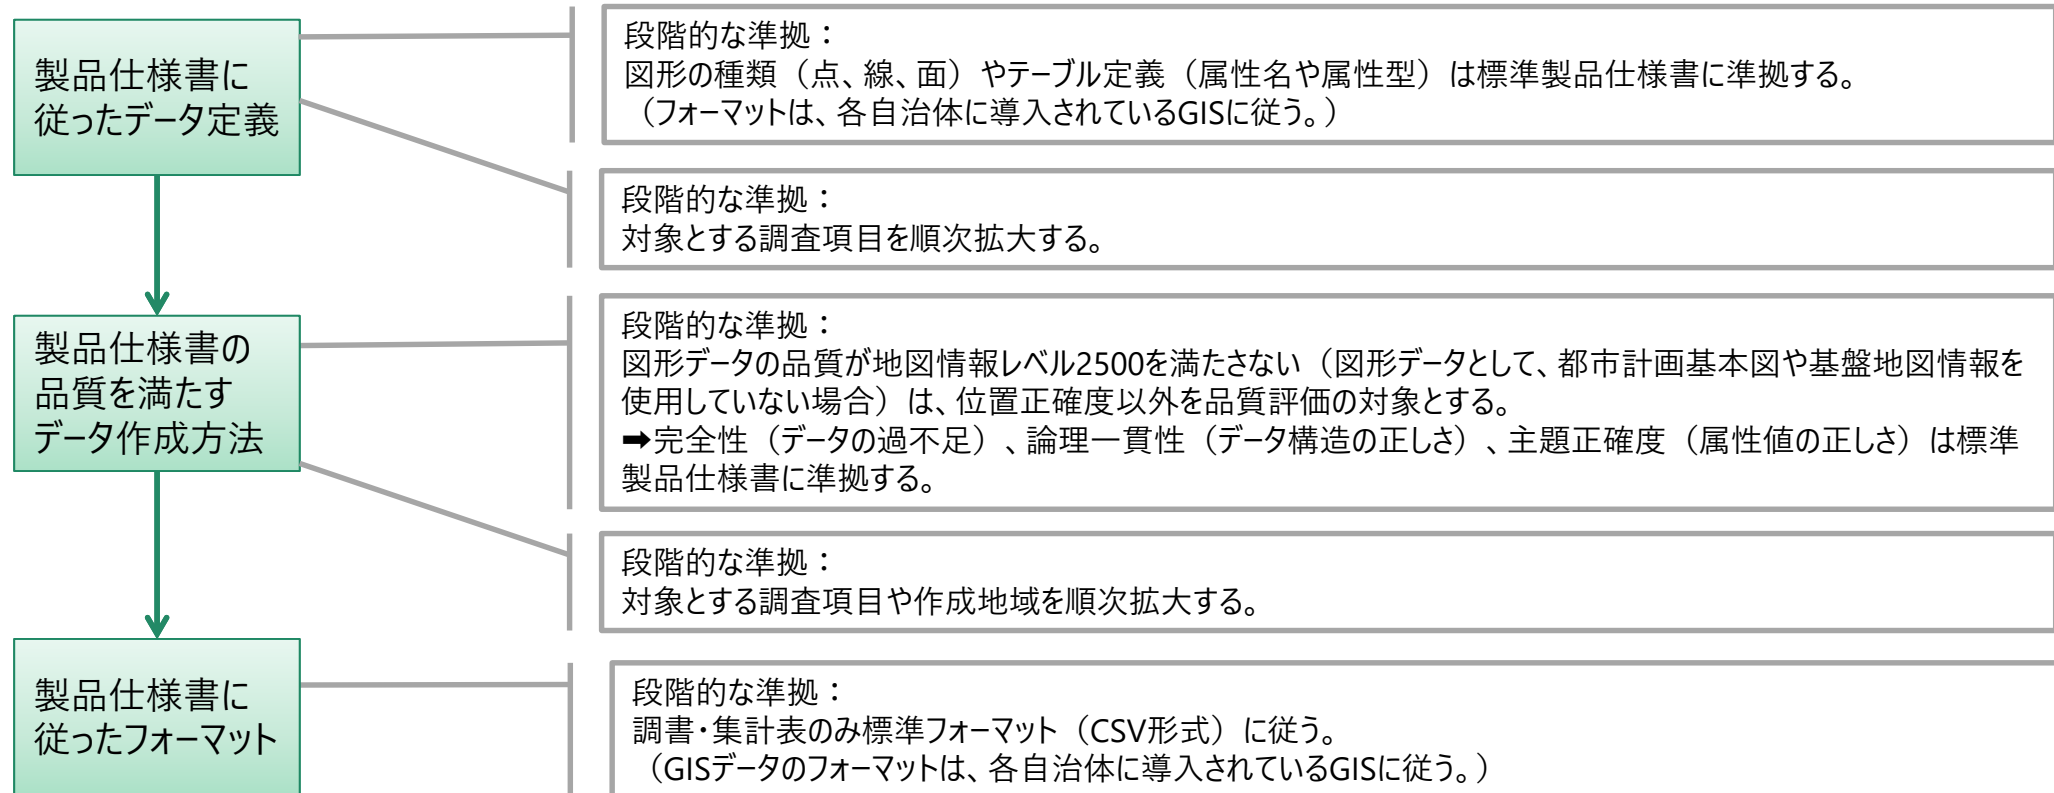 製品仕様書に
従ったデータ定義
段階的な準拠：
図形の種類（点、線、面）やテーブル定義（属性名や属性型）は標準製品仕様書に準拠する。
（フォーマットは、各自治体に導入されているGISに従う。）
段階的な準拠：
対象とする調査項目を順次拡大する。
製品仕様書の
品質を満たす
データ作成方法
段階的な準拠：
図形データの品質が地図情報レベル2500を満たさない（図形データとして、都市計画基本図や基盤地図情報を
使用していない場合）は、位置正確度以外を品質評価の対象とする。
➡完全性（データの過不足）、論理一貫性（データ構造の正しさ）、主題正確度（属性値の正しさ）は標準
製品仕様書に準拠する。
段階的な準拠：
対象とする調査項目や作成地域を順次拡大する。
製品仕様書に
従ったフォーマット
段階的な準拠：
調書・集計表のみ標準フォーマット（CSV形式）に従う。
（GISデータのフォーマットは、各自治体に導入されているGISに従う。）